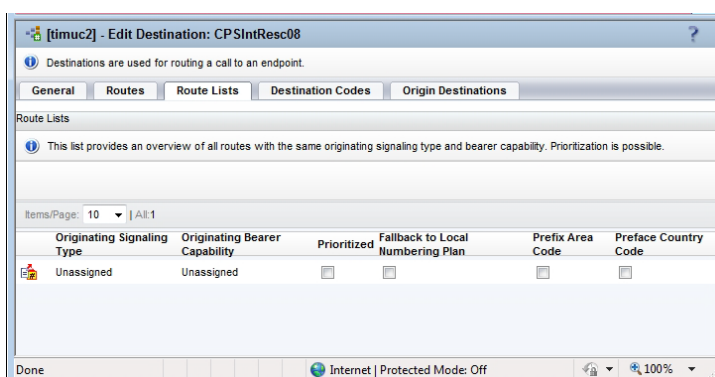 [timuc2] - Edit Destination: CPSIntResc08
?
Destinations are used for routing a call to an endpoint.
General Routes Route Lists Destination Codes Origin Destinations
Route Lists
This list provides an overview of all routes with the same originating signaling type and bearer capability. Prioritization is possible.
Items/Page: 10 | All:1
Originating Signaling Type Originating Bearer Capability Prioritized Fallback to Local Numbering Plan Prefix Area Code Preface Country Code
Unassigned Unassigned
Done Internet | Protected Mode: Off 100%